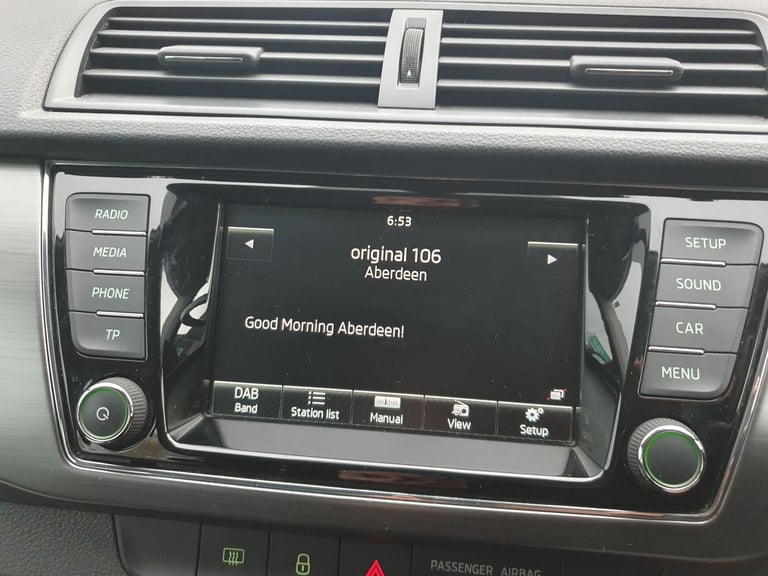 RADIO
MEDIA
PHONE
TP
6:53
original 106
Aberdeen
Good Morning Aberdeen!
DAB
Band
Station list
Manual
View
Setup
SETUP
SOUND
CAR
MENU
PASSENGER AIRBAG